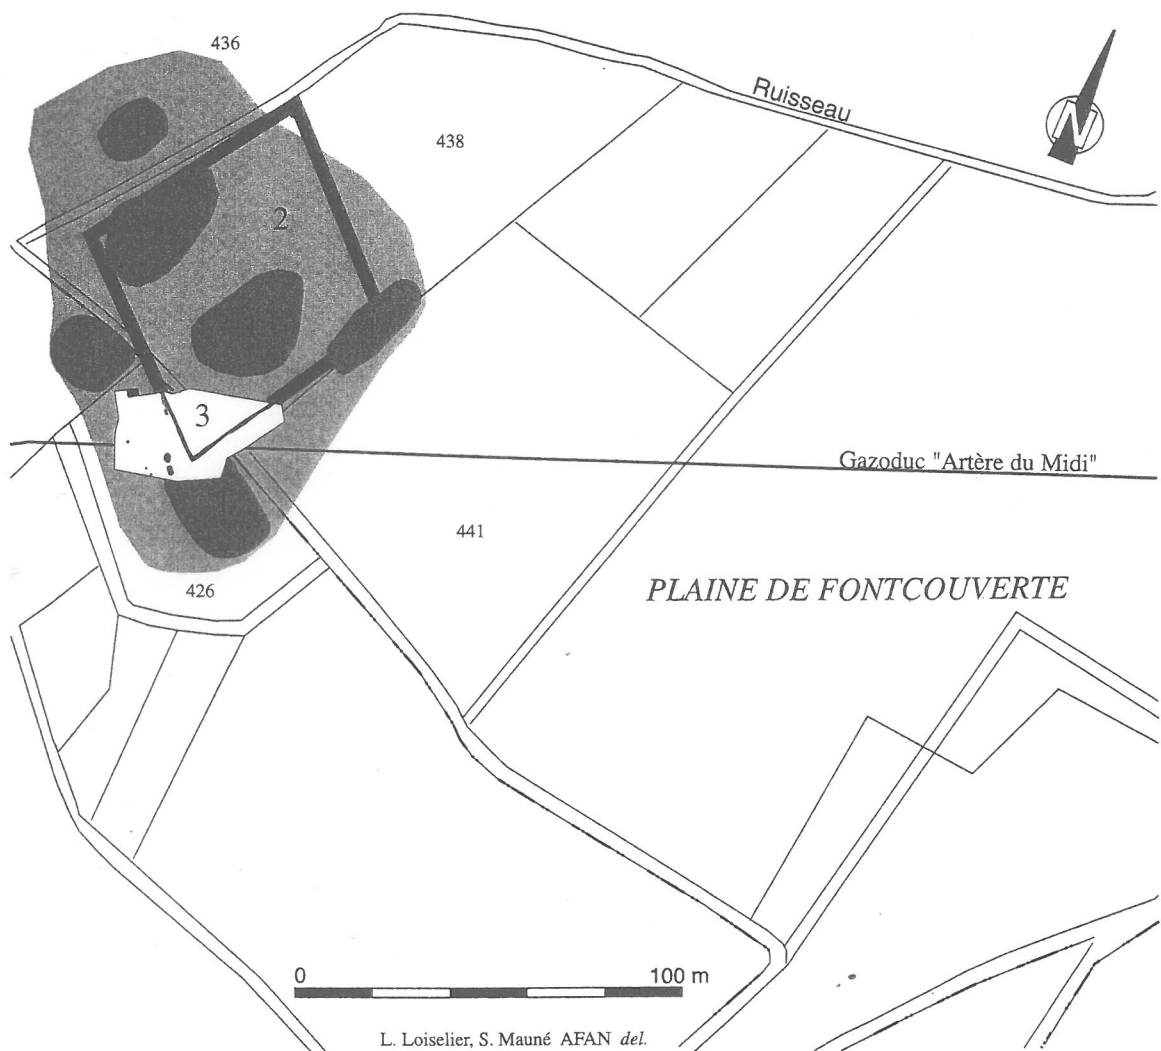 436
Ruisseau
N
438
2
3
Gazoduc "Artère du Midi"
441
PLAINE DE FONTCOUVERTE
426
0 100 m
L. Loiselier, S. Mauné AFAN del.